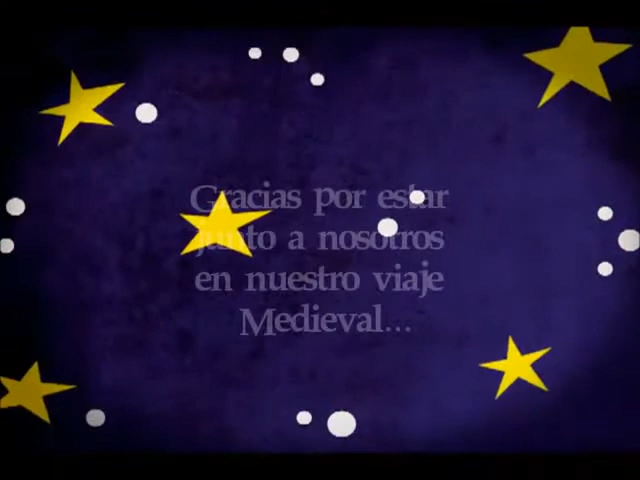 Gracias por estar
junto a nosotros
en nuestro viaje
Medieval...